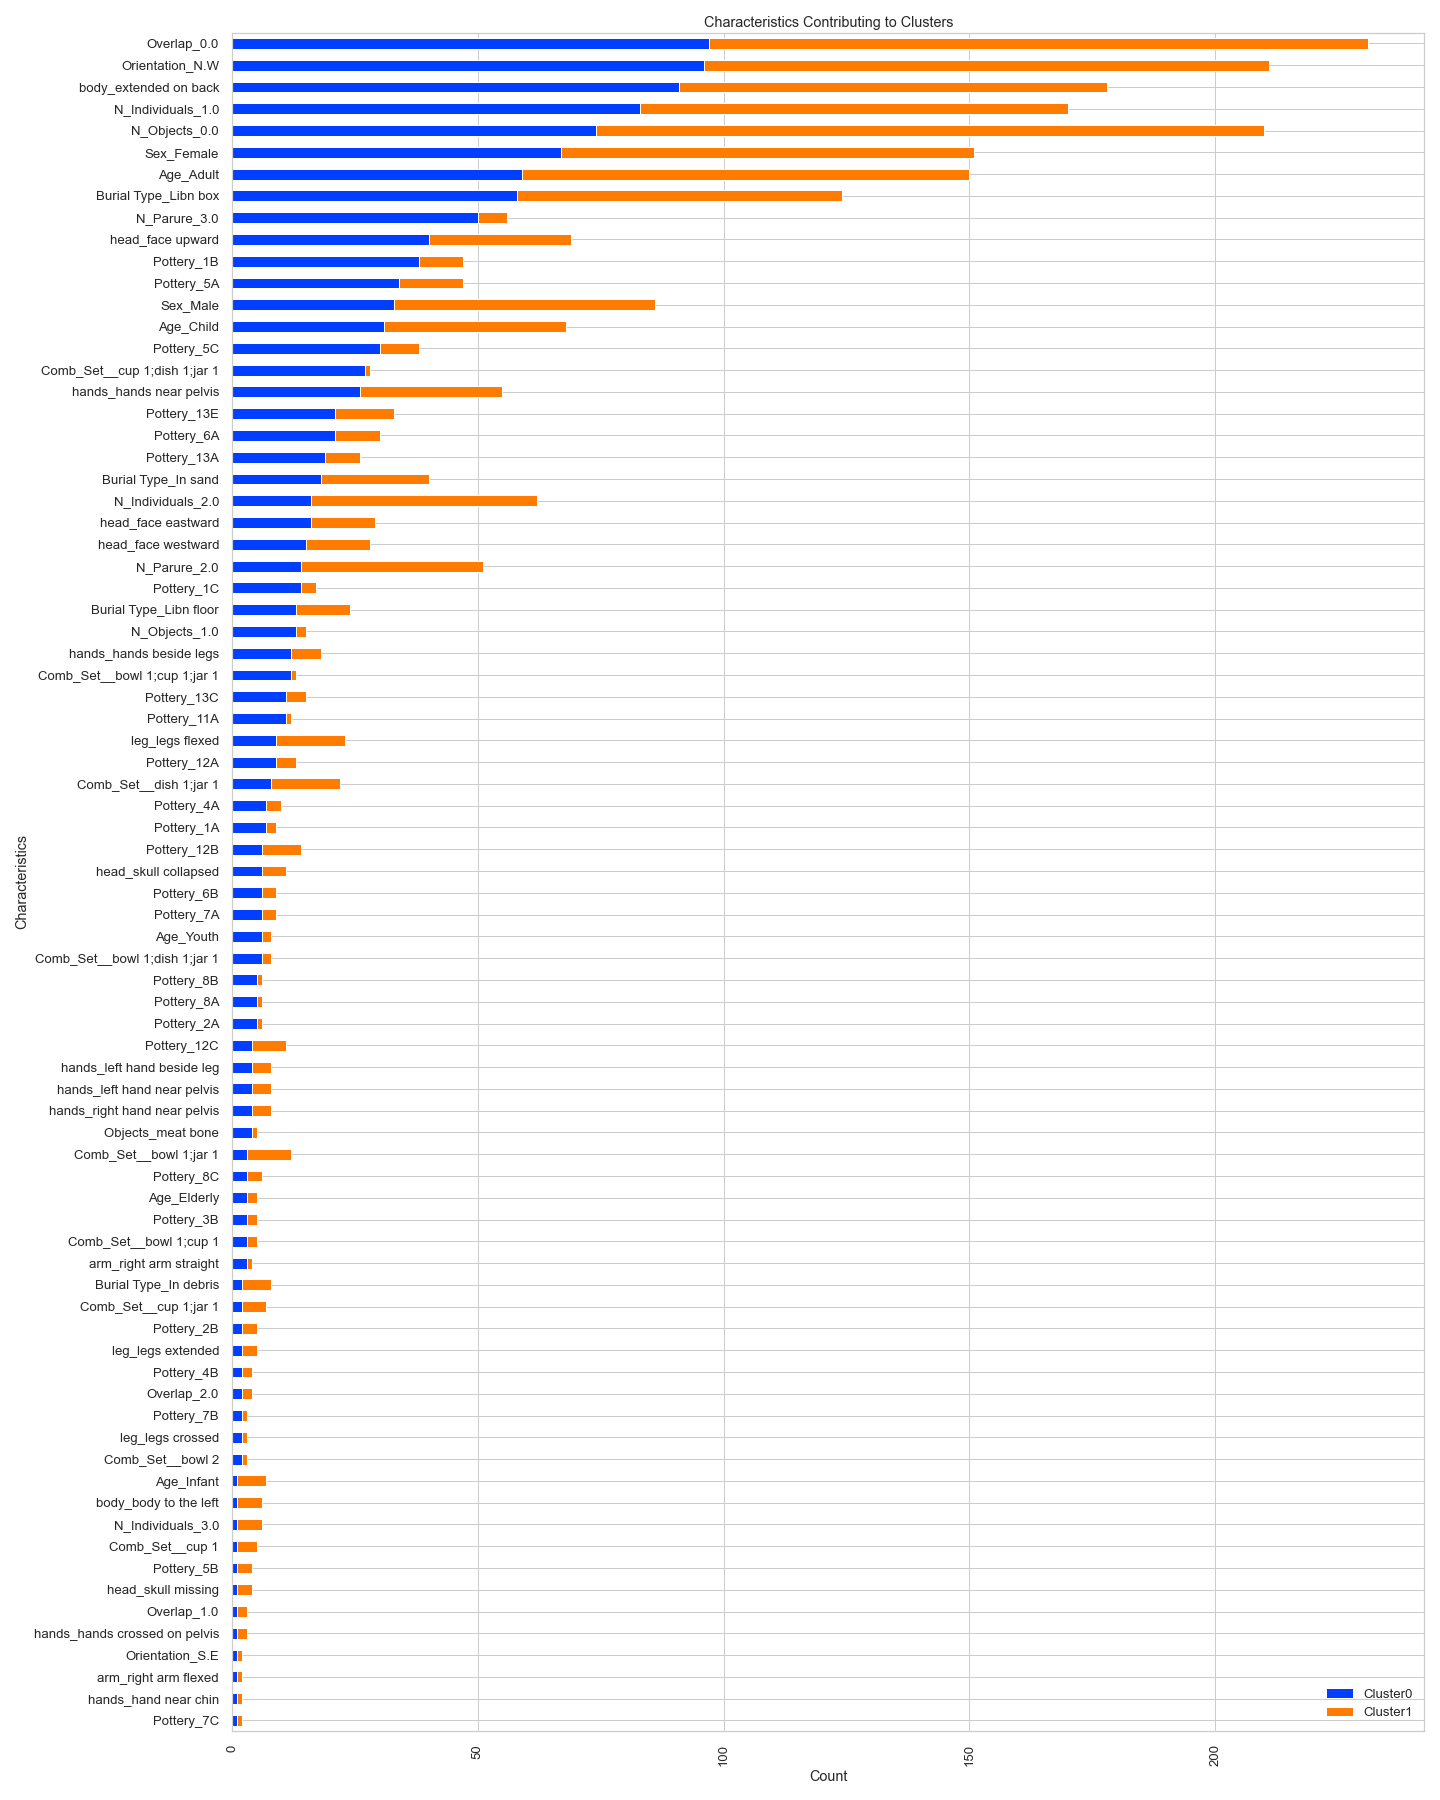 Characteristics Contributing to Clusters
Overlap_0.0
Orientation_N.W
body_extended on back
N_Individuals_1.0
N_Objects_0.0
Sex_Female
Age_Adult
Burial Type_Libn box
N_Parure_3.0
head_face upward
Pottery_1B
Pottery_5A
Sex_Male
Age_Child
Pottery_5C
Comb_Set__cup 1;dish 1;jar 1
hands_hands near pelvis
Pottery_13E
Pottery_6A
Pottery_13A
Burial Type_In sand
N_Individuals_2.0
head_face eastward
head_face westward
N_Parure_2.0
Pottery_1C
Burial Type_Libn floor
N_Objects_1.0
hands_hands beside legs
Comb_Set__bowl 1;cup 1;jar 1
Pottery_13C
Pottery_11A
leg_legs flexed
Pottery_12A
Comb_Set__dish 1;jar 1
Pottery_4A
Pottery_1A
Pottery_12B
head_skull collapsed
Pottery_6B
Pottery_7A
Age_Youth
Comb_Set__bowl 1;dish 1;jar 1
Pottery_8B
Pottery_8A
Pottery_2A
Pottery_12C
hands_left hand beside leg
hands_left hand near pelvis
hands_right hand near pelvis
Objects_meat bone
Comb_Set__bowl 1;jar 1
Pottery_8C
Age_Elderly
Pottery_3B
Comb_Set__bowl 1;cup 1
arm_right arm straight
Burial Type_In debris
Comb_Set__cup 1;jar 1
Pottery_2B
leg_legs extended
Pottery_4B
Overlap_2.0
Pottery_7B
leg_legs crossed
Comb_Set__bowl 2
Age_Infant
body_body to the left
N_Individuals_3.0
Comb_Set__cup 1
Pottery_5B
head_skull missing
Overlap_1.0
hands_hands crossed on pelvis
Orientation_S.E
arm_right arm flexed
hands_hand near chin
Pottery_7C
Characteristics
Cluster0
Cluster1
0
50
100
150
200
Count